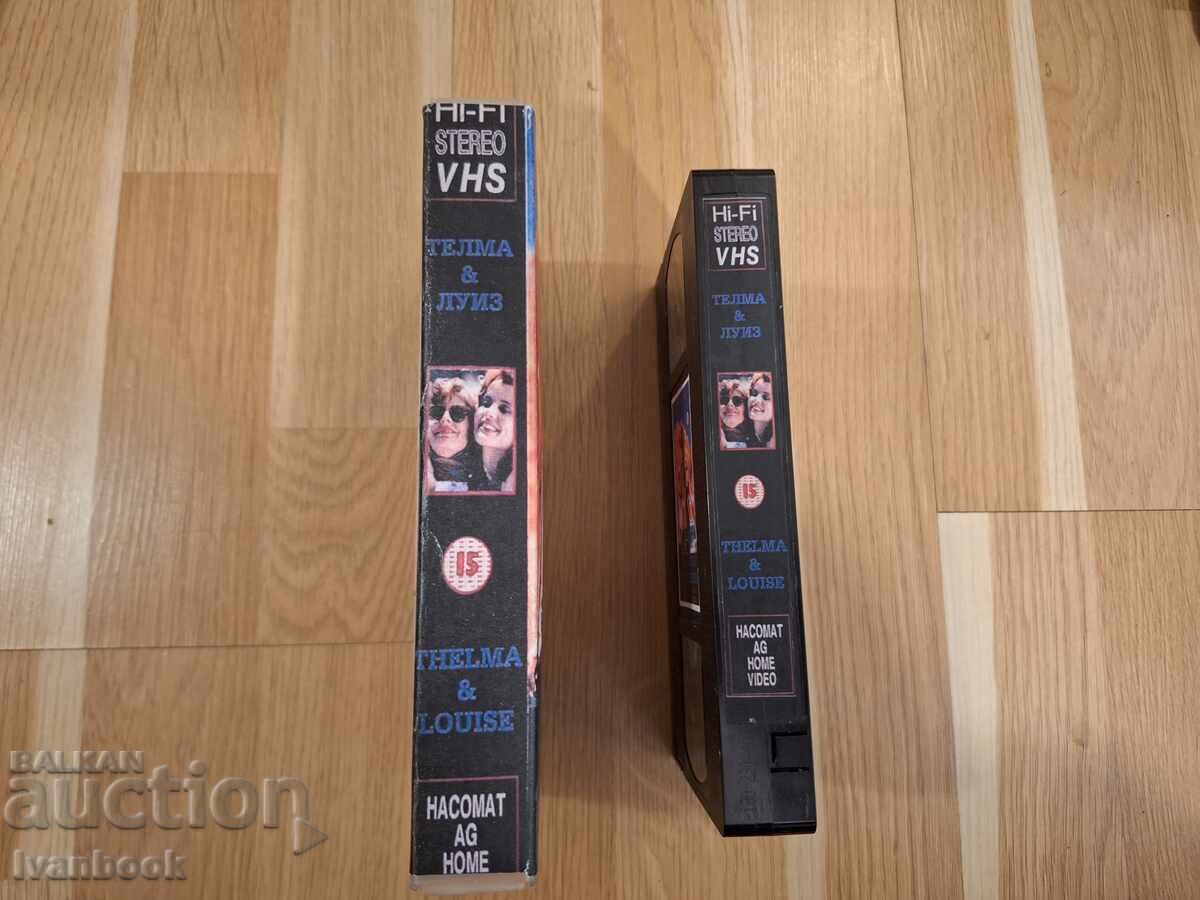 HI-FI
STEREO
VHS
ТЕЛМА
&
ЛУИЗ
15
THELMA
&
LOUISE
HACOMAT
AG
HOME
Hi-Fi
STEREO
VHS
ТЕЛМА
&
ЛУИЗ
15
THELMA
&
LOUISE
HACOMAT
AG
HOME
VIDEO
BALKAN
auction
Ivanbook